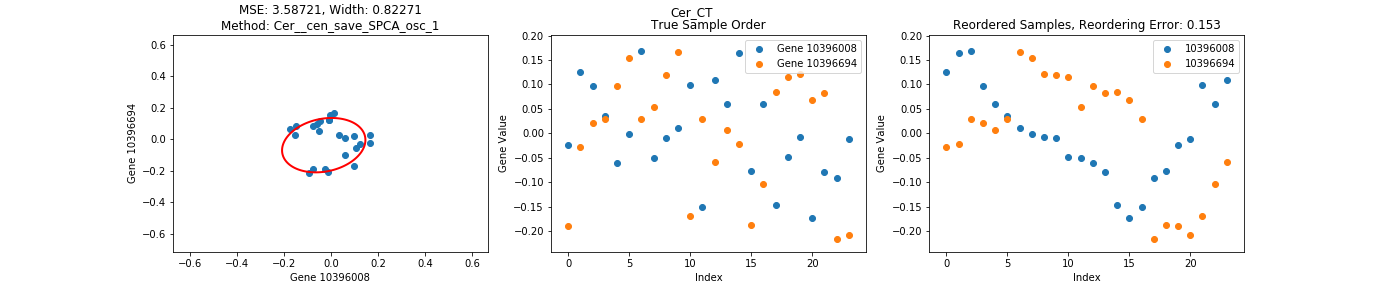 Cer_CT
MSE: 3.58721, Width: 0.82271
Method: Cer__cen_save_SPCA_osc_1
0.6
0.4
0.2
0.0
−0.2
−0.4
−0.6
−0.6 −0.4 −0.2 0.0 0.2 0.4 0.6
Gene 10396694
Gene 10396008
True Sample Order
Gene 10396008
Gene 10396694
0.20
0.15
0.10
0.05
0.00
−0.05
−0.10
−0.15
−0.20
0 5 10 15 20
Gene Value
Index
Reordered Samples, Reordering Error: 0.153
10396008
10396694
0.20
0.15
0.10
0.05
0.00
−0.05
−0.10
−0.15
−0.20
0 5 10 15 20
Gene Value
Index